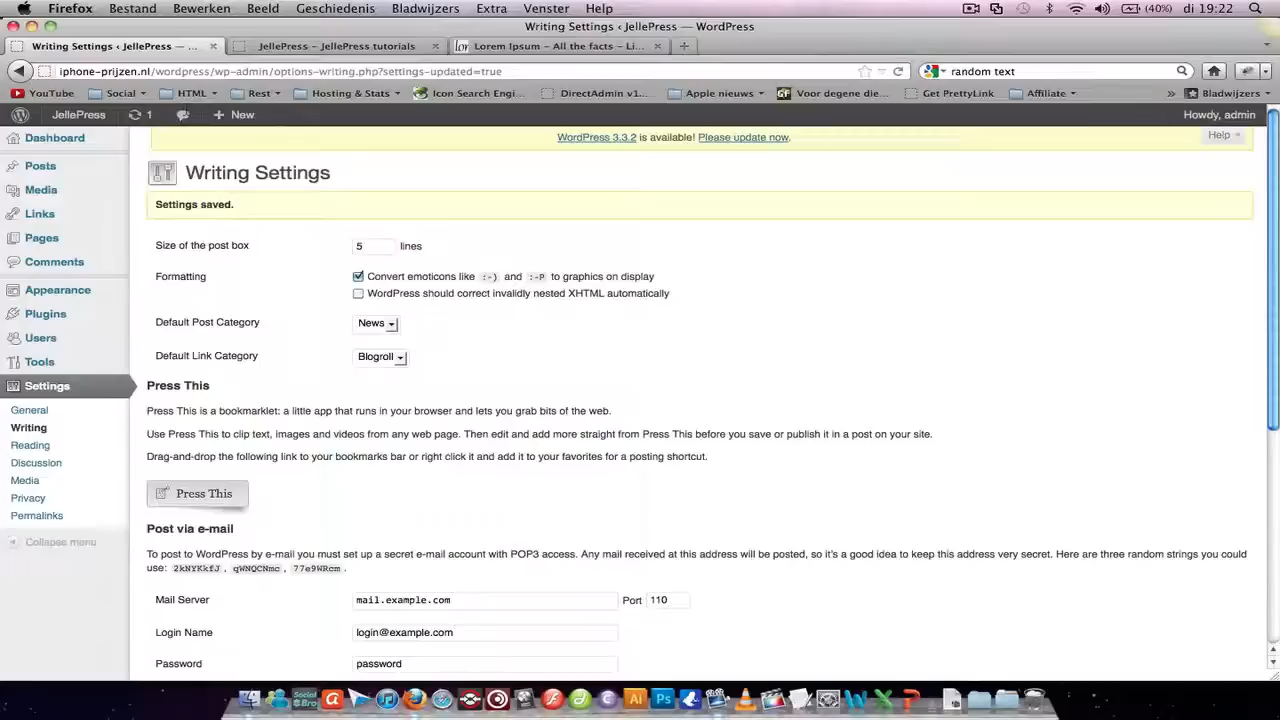 Firefox Bestand Bewerken Beeld Geschiedenis Bladwijzers Extra Venster Help (40%) di 19:22
Writing Settings ‹ JellePress — WordPress
Writing Settings ‹ JellePress — ... JellePress – JellePress tutorials Lorem Ipsum – All the facts – Li...
iphone-prijzen.nl/wordpress/wp-admin/options-writing.php?settings-updated=true random text
YouTube Social HTML Rest Hosting & Stats Icon Search Engi... DirectAdmin v1... Apple nieuws Voor degene die... Get PrettyLink Affiliate » Bladwijzers
JellePress 1 + New Howdy, admin
WordPress 3.3.2 is available! Please update now.
Help
Dashboard
Posts
Media
Links
Pages
Comments
Appearance
Plugins
Users
Tools
Settings
General
Writing
Reading
Discussion
Media
Privacy
Permalinks
Collapse menu
Writing Settings
Settings saved.
Size of the post box 5 lines
Formatting Convert emoticons like :-) and :-P to graphics on display
WordPress should correct invalidly nested XHTML automatically
Default Post Category News
Default Link Category Blogroll
Press This
Press This is a bookmarklet: a little app that runs in your browser and lets you grab bits of the web.
Use Press This to clip text, images and videos from any web page. Then edit and add more straight from Press This before you save or publish it in a post on your site.
Drag-and-drop the following link to your bookmarks bar or right click it and add it to your favorites for a posting shortcut.
Press This
Post via e-mail
To post to WordPress by e-mail you must set up a secret e-mail account with POP3 access. Any mail received at this address will be posted, so it's a good idea to keep this address very secret. Here are three random strings you could
use: 2kNYKkfJ , qWNQCNmc , 77e9WRcm .
Mail Server mail.example.com Port 110
Login Name login@example.com
Password password
Social Bro